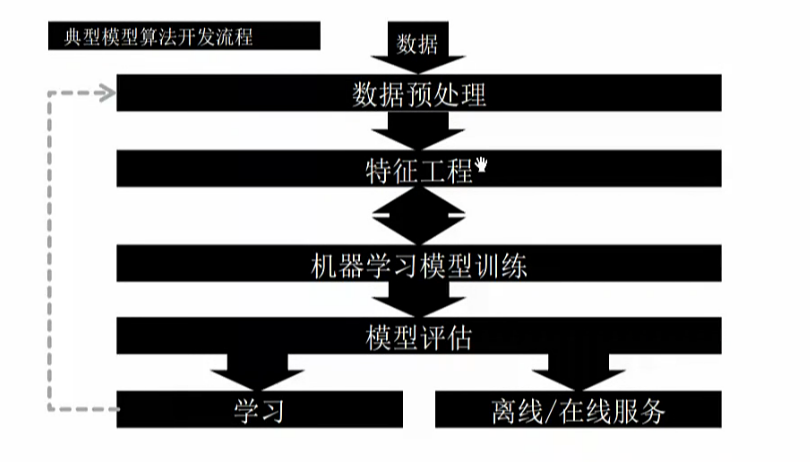 典型模型算法开发流程
数据
数据预处理
特征工程
机器学习模型训练
模型评估
学习
离线/在线服务